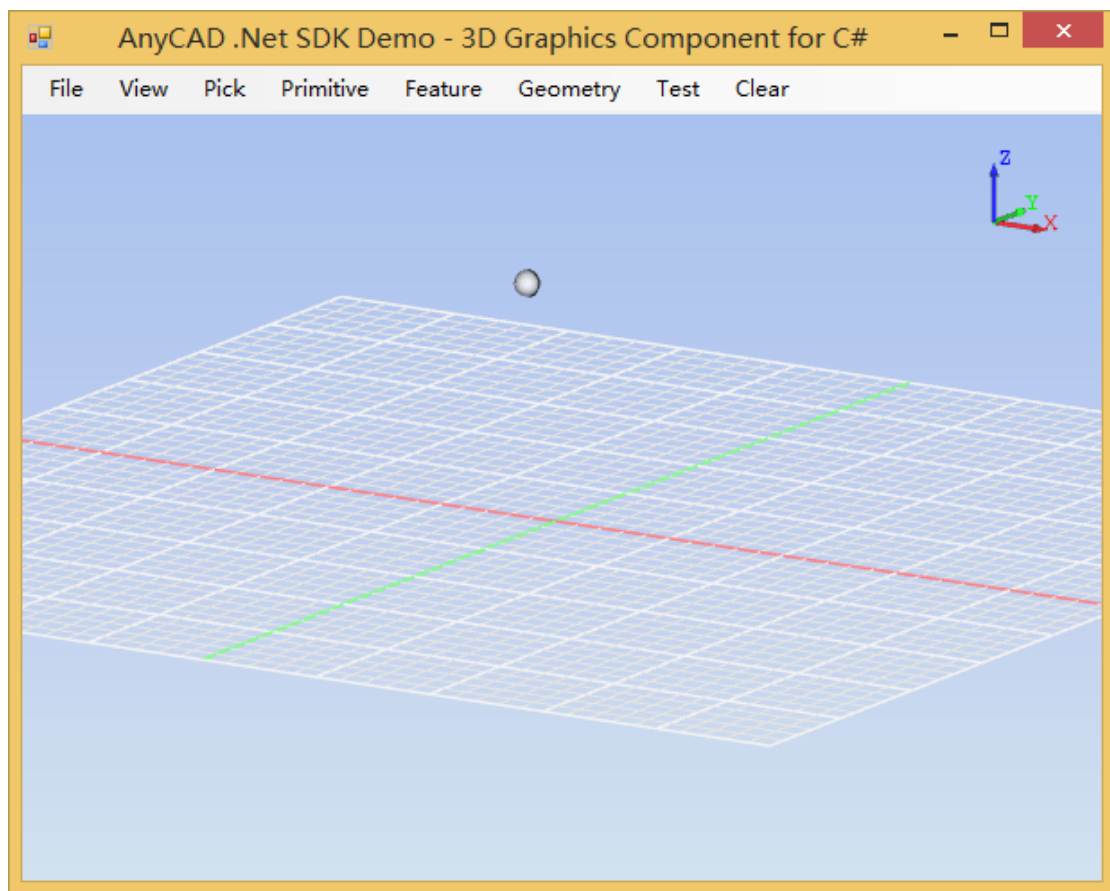 AnyCAD .Net SDK Demo - 3D Graphics Component for C#
File View Pick Primitive Feature Geometry Test Clear
Z
Y
X